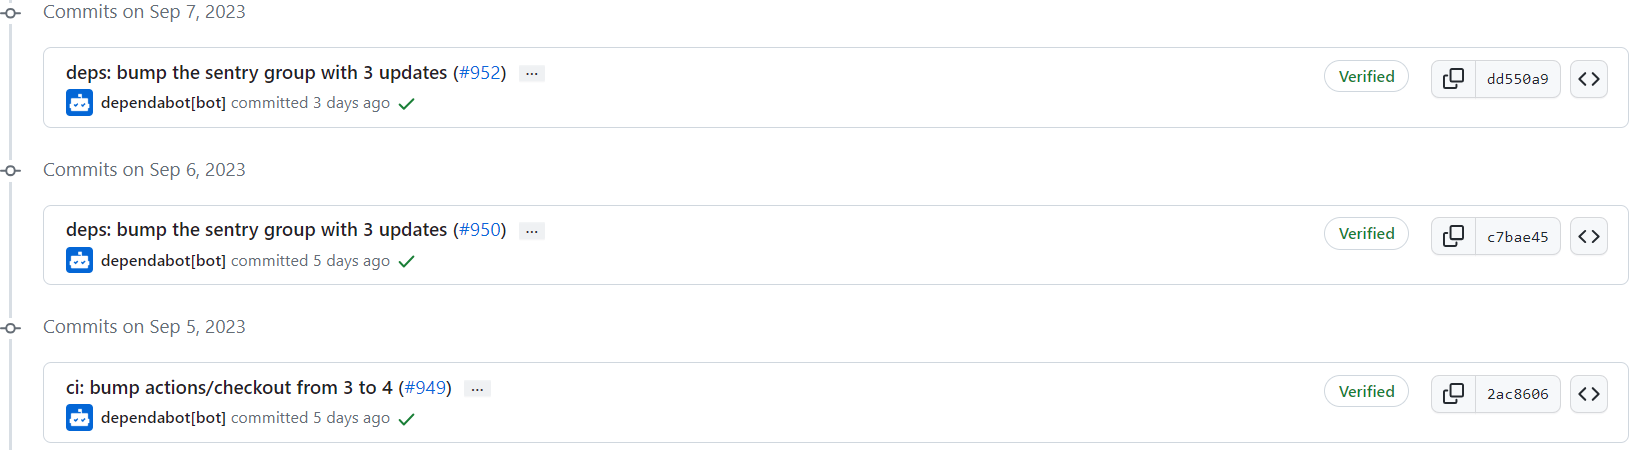 Commits on Sep 7, 2023
deps: bump the sentry group with 3 updates (#952) ...
Verified
dd550a9
dependabot[bot] committed 3 days ago
Commits on Sep 6, 2023
deps: bump the sentry group with 3 updates (#950) ...
Verified
c7bae45
dependabot[bot] committed 5 days ago
Commits on Sep 5, 2023
ci: bump actions/checkout from 3 to 4 (#949) ...
Verified
2ac8606
dependabot[bot] committed 5 days ago